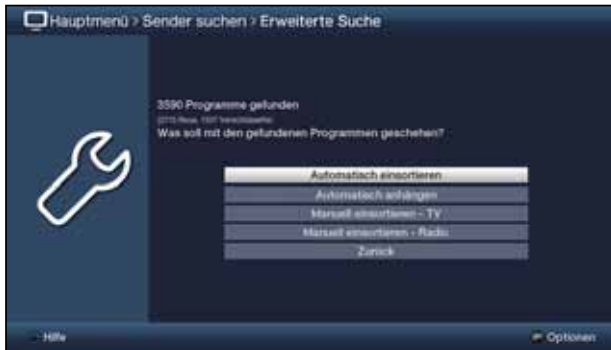 Hauptmenü > Sender suchen > Erweiterte Suche
3590 Programme gefunden
Was soll mit den gefundenen Programmen geschehen?
Automatisch einsortieren
Automatisch anhängen
Manuell einsortieren - TV
Manuell einsortieren - Radio
Zurück
Hilfe
Optionen